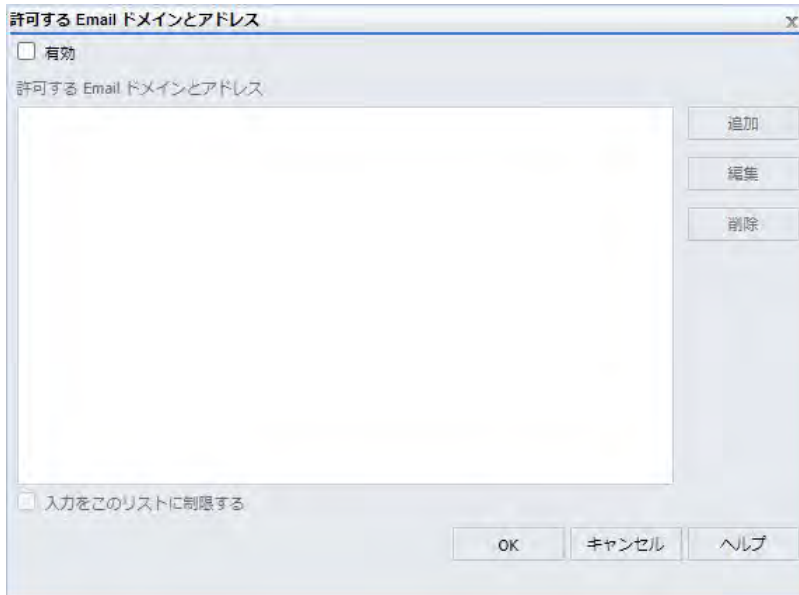 許可する Email ドメインとアドレス
x
有効
許可する Email ドメインとアドレス
追加
編集
削除
入力をこのリストに制限する
OK
キャンセル
ヘルプ